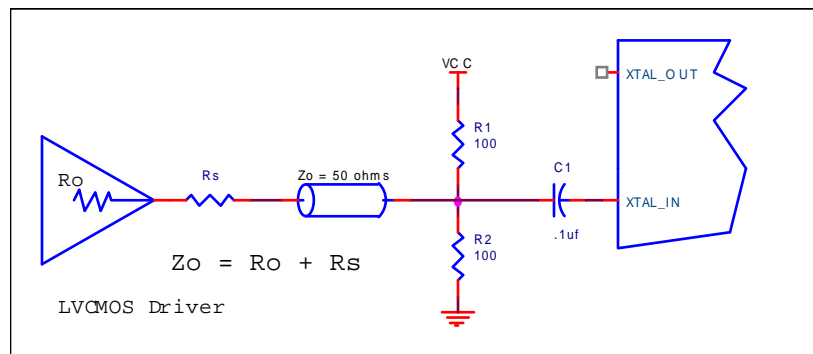 VCC
XTAL_OUT
R1
100
Ro
Rs
Zo = 50 ohms
C1
XTAL_IN
.1uf
R2
100
Zo = Ro + Rs
LVCMOS Driver